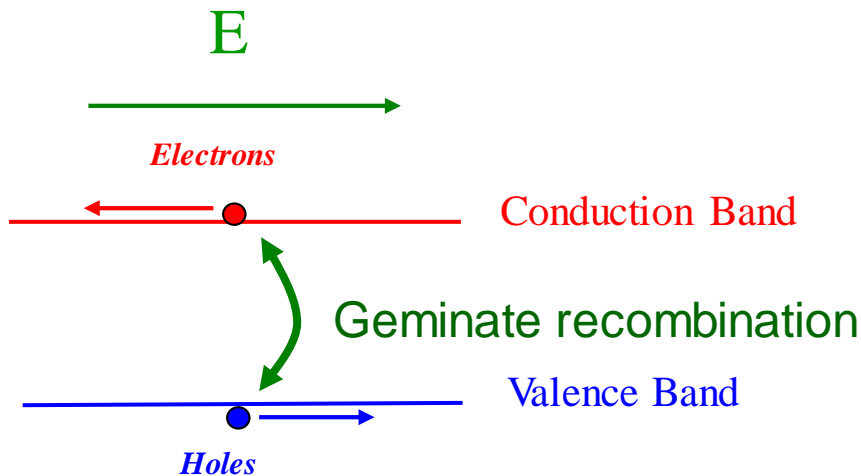 E
Electrons
Conduction Band
Geminate recombination
Valence Band
Holes